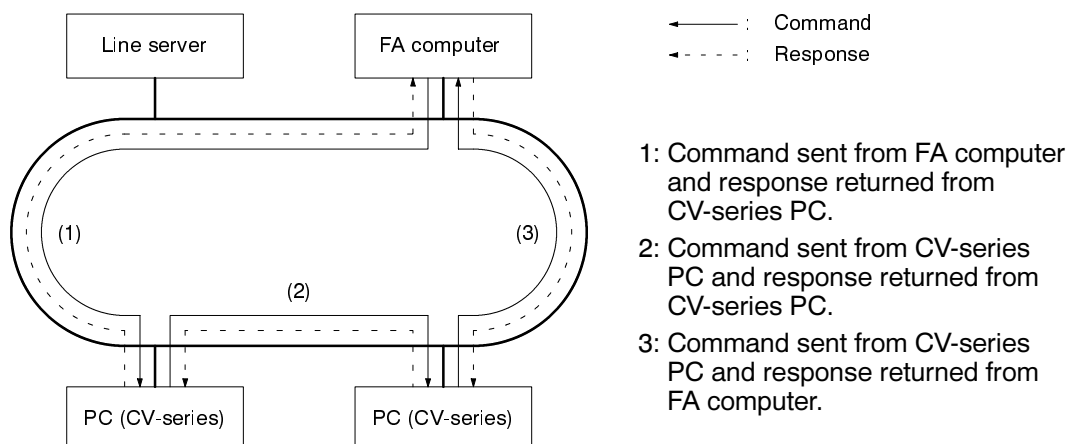 Line server
FA computer
: Command
: Response
(1)
(2)
(3)
PC (CV-series)
PC (CV-series)
1: Command sent from FA computer
and response returned from
CV-series PC.
2: Command sent from CV-series
PC and response returned from
CV-series PC.
3: Command sent from CV-series
PC and response returned from
FA computer.